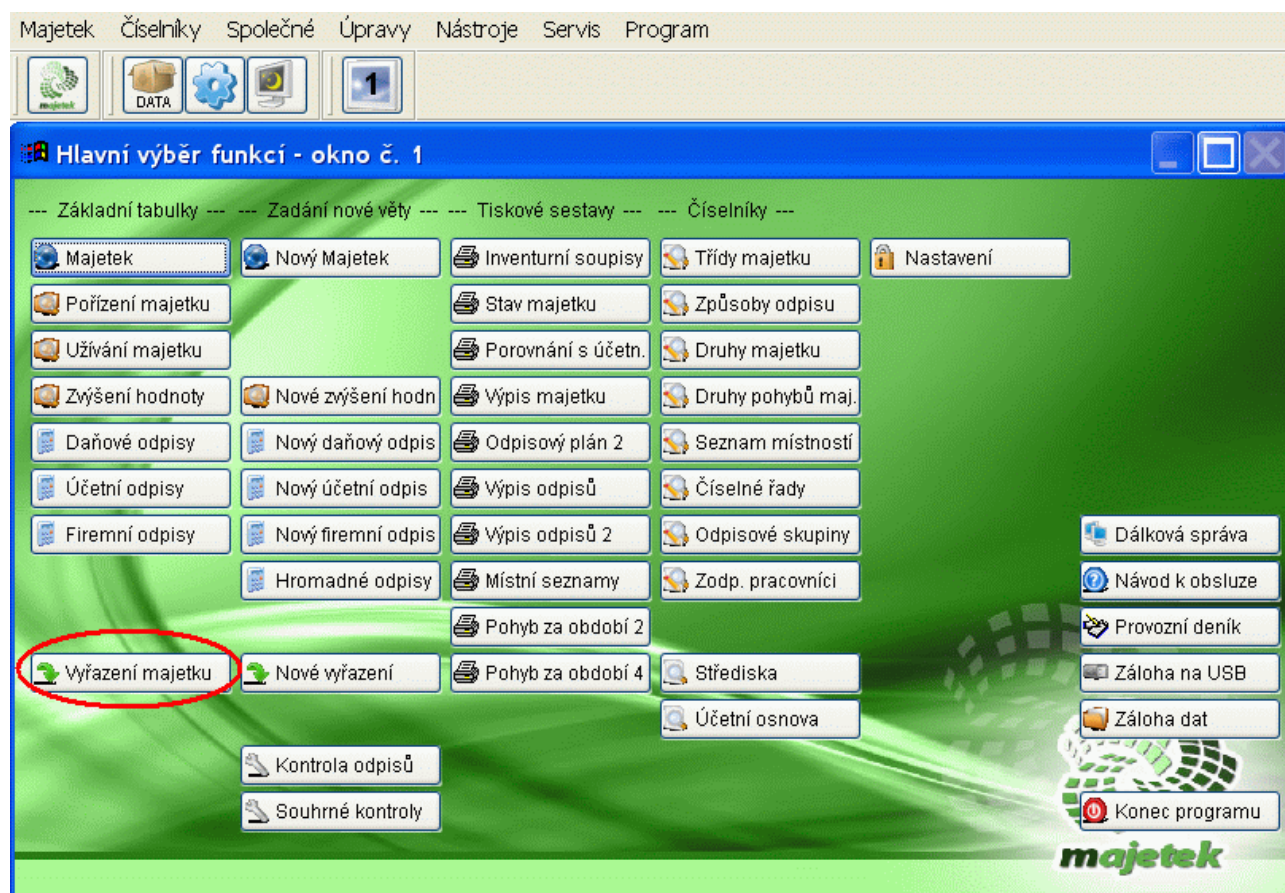 Majetek Číselníky Společné Úpravy Nástroje Servis Program
majetek DATA 1
Hlavní výběr funkcí - okno č. 1
--- Základní tabulky --- --- Zadání nové věty --- --- Tiskové sestavy --- --- Číselníky ---
Majetek Nový Majetek Inventurní soupisy Třídy majetku Nastavení
Pořízení majetku Stav majetku Způsoby odpisu
Užívání majetku Porovnání s účetn. Druhy majetku
Zvýšení hodnoty Nové zvýšení hodn Výpis majetku Druhy pohybů maj.
Daňové odpisy Nový daňový odpis Odpisový plán 2 Seznam místností
Účetní odpisy Nový účetní odpis Výpis odpisů Číselné řady
Firemní odpisy Nový firemní odpis Výpis odpisů 2 Odpisové skupiny Dálková správa
Hromadné odpisy Místní seznamy Zodp. pracovníci Návod k obsluze
Pohyb za období 2 Provozní deník
Vyřazení majetku Nové vyřazení Pohyb za období 4 Střediska Záloha na USB
Účetní osnova Záloha dat
Kontrola odpisů
Souhrné kontroly Konec programu
majetek